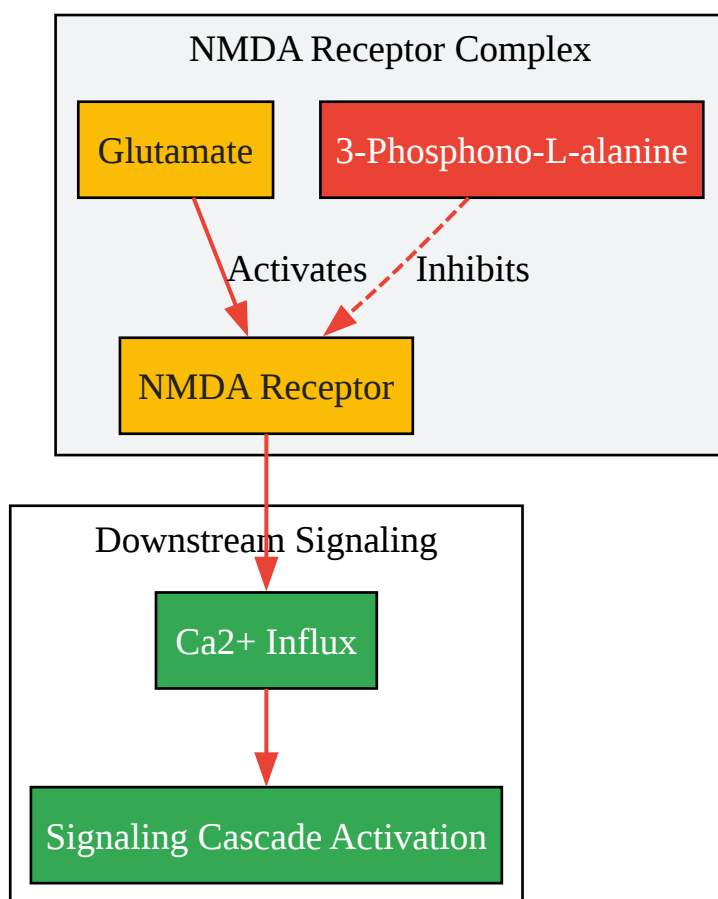 NMDA Receptor Complex
Glutamate
3-Phosphono-L-alanine
Activates
Inhibits
NMDA Receptor
Downstream Signaling
Ca2+ Influx
Signaling Cascade Activation